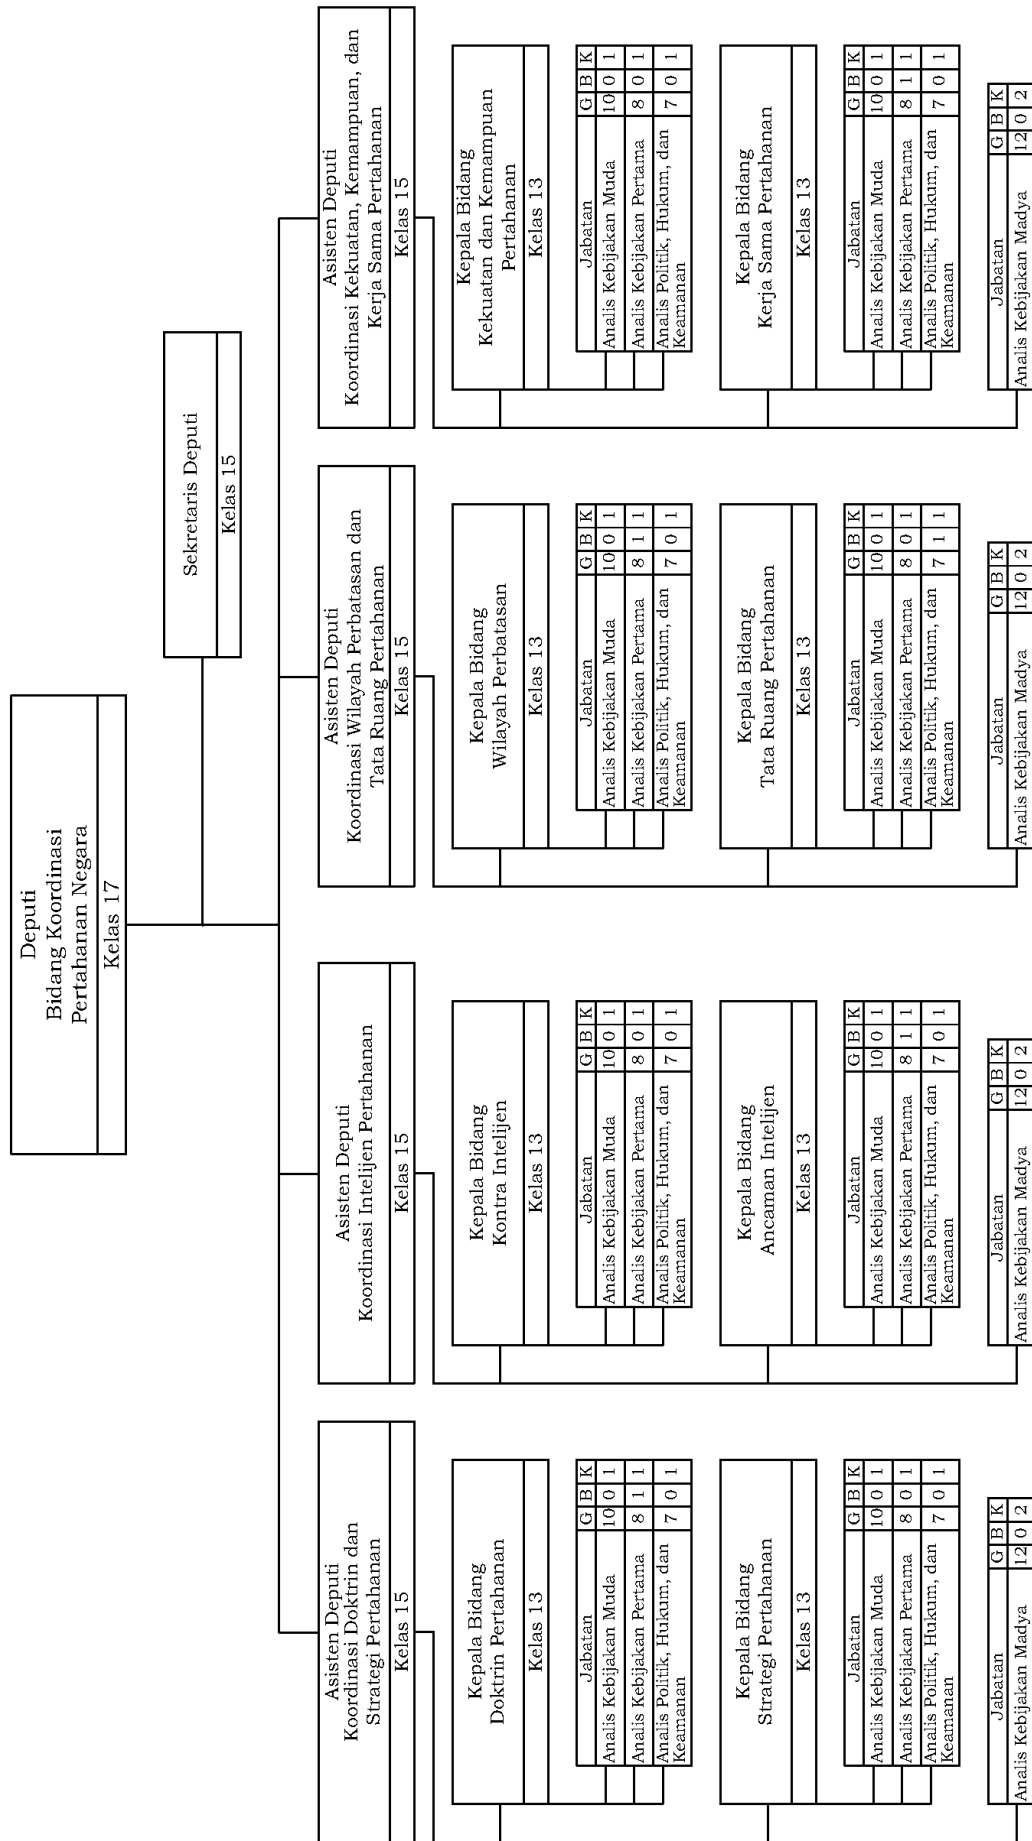 Deputi
Bidang Koordinasi
Pertahanan Negara
Kelas 17
Sekretaris Deputi
Kelas 15
Asisten Deputi
Koordinasi Doktrin dan
Strategi Pertahanan
Kelas 15
Kepala Bidang
Doktrin Pertahanan
Kelas 13
Jabatan G B K
Analis Kebijakan Muda 10 0 1
Analis Kebijakan Pertama 8 1 1
Analis Politik, Hukum, dan
Keamanan 7 0 1
Kepala Bidang
Strategi Pertahanan
Kelas 13
Jabatan G B K
Analis Kebijakan Muda 10 0 1
Analis Kebijakan Pertama 8 0 1
Analis Politik, Hukum, dan
Keamanan 7 0 1
Jabatan G B K
Analis Kebijakan Madya 12 0 2
Asisten Deputi
Koordinasi Intelijen Pertahanan
Kelas 15
Kepala Bidang
Kontra Intelijen
Kelas 13
Jabatan G B K
Analis Kebijakan Muda 10 0 1
Analis Kebijakan Pertama 8 0 1
Analis Politik, Hukum, dan
Keamanan 7 0 1
Kepala Bidang
Ancaman Intelijen
Kelas 13
Jabatan G B K
Analis Kebijakan Muda 10 0 1
Analis Kebijakan Pertama 8 1 1
Analis Politik, Hukum, dan
Keamanan 7 0 1
Jabatan G B K
Analis Kebijakan Madya 12 0 2
Asisten Deputi
Koordinasi Wilayah Perbatasan dan
Tata Ruang Pertahanan
Kelas 15
Kepala Bidang
Wilayah Perbatasan
Kelas 13
Jabatan G B K
Analis Kebijakan Muda 10 0 1
Analis Kebijakan Pertama 8 1 1
Analis Politik, Hukum, dan
Keamanan 7 0 1
Kepala Bidang
Tata Ruang Pertahanan
Kelas 13
Jabatan G B K
Analis Kebijakan Muda 10 0 1
Analis Kebijakan Pertama 8 0 1
Analis Politik, Hukum, dan
Keamanan 7 1 1
Jabatan G B K
Analis Kebijakan Madya 12 0 2
Asisten Deputi
Koordinasi Kekuatan, Kemampuan, dan
Kerja Sama Pertahanan
Kelas 15
Kepala Bidang
Kekuatan dan Kemampuan
Pertahanan
Kelas 13
Jabatan G B K
Analis Kebijakan Muda 10 0 1
Analis Kebijakan Pertama 8 0 1
Analis Politik, Hukum, dan
Keamanan 7 0 1
Kepala Bidang
Kerja Sama Pertahanan
Kelas 13
Jabatan G B K
Analis Kebijakan Muda 10 0 1
Analis Kebijakan Pertama 8 1 1
Analis Politik, Hukum, dan
Keamanan 7 0 1
Jabatan G B K
Analis Kebijakan Madya 12 0 2